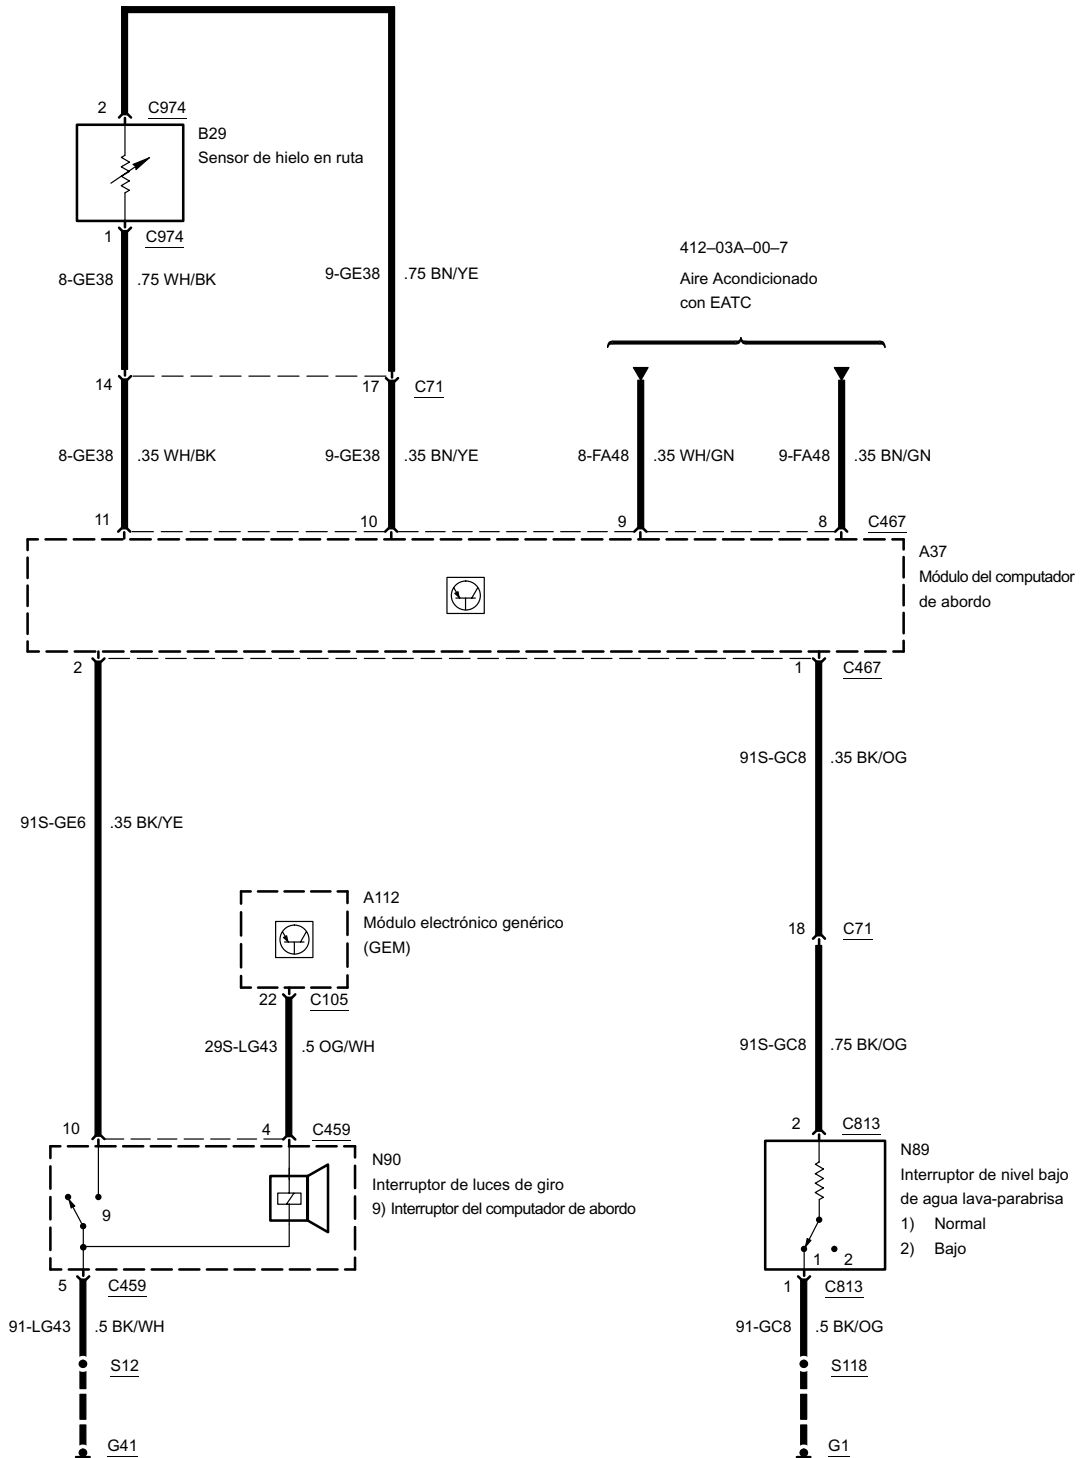 2 C974
B29
Sensor de hielo en ruta
1 C974
8-GE38 .75 WH/BK
9-GE38 .75 BN/YE
412–03A–00–7
Aire Acondicionado
con EATC
14
17 C71
8-GE38 .35 WH/BK
9-GE38 .35 BN/YE
8-FA48 .35 WH/GN
9-FA48 .35 BN/GN
11
10
9
8 C467
A37
Módulo del computador
de abordo
2
1 C467
91S-GC8 .35 BK/OG
91S-GE6 .35 BK/YE
A112
Módulo electrónico genérico
(GEM)
18 C71
22 C105
29S-LG43 .5 OG/WH
91S-GC8 .75 BK/OG
10
4 C459
2 C813
N90
Interruptor de luces de giro
9) Interruptor del computador de abordo
9
N89
Interruptor de nivel bajo
de agua lava-parabrisa
1) Normal
2) Bajo
1 2
5 C459
1 C813
91-LG43 .5 BK/WH
91-GC8 .5 BK/OG
S12
S118
G41
G1